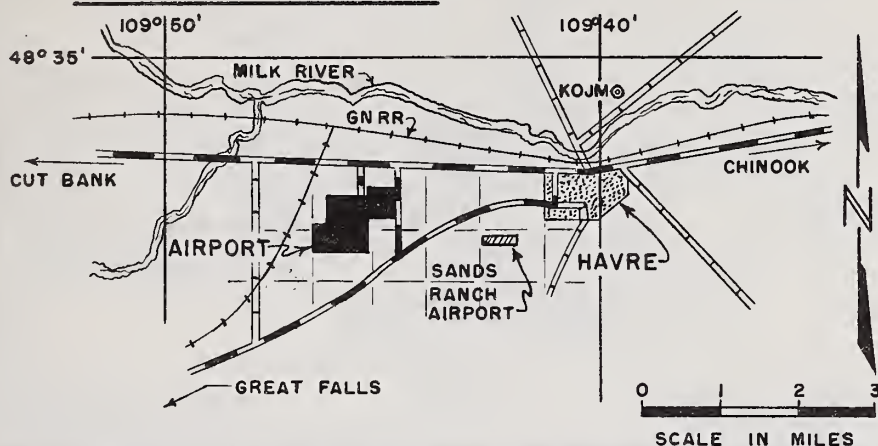 109° 50'
109° 40'
48° 35'
MILK RIVER
KOJM
GN RR
CUT BANK
CHINOOK
AIRPORT
SANDS
RANCH
AIRPORT
HAVRE
N
GREAT FALLS
0 1 2 3
SCALE IN MILES